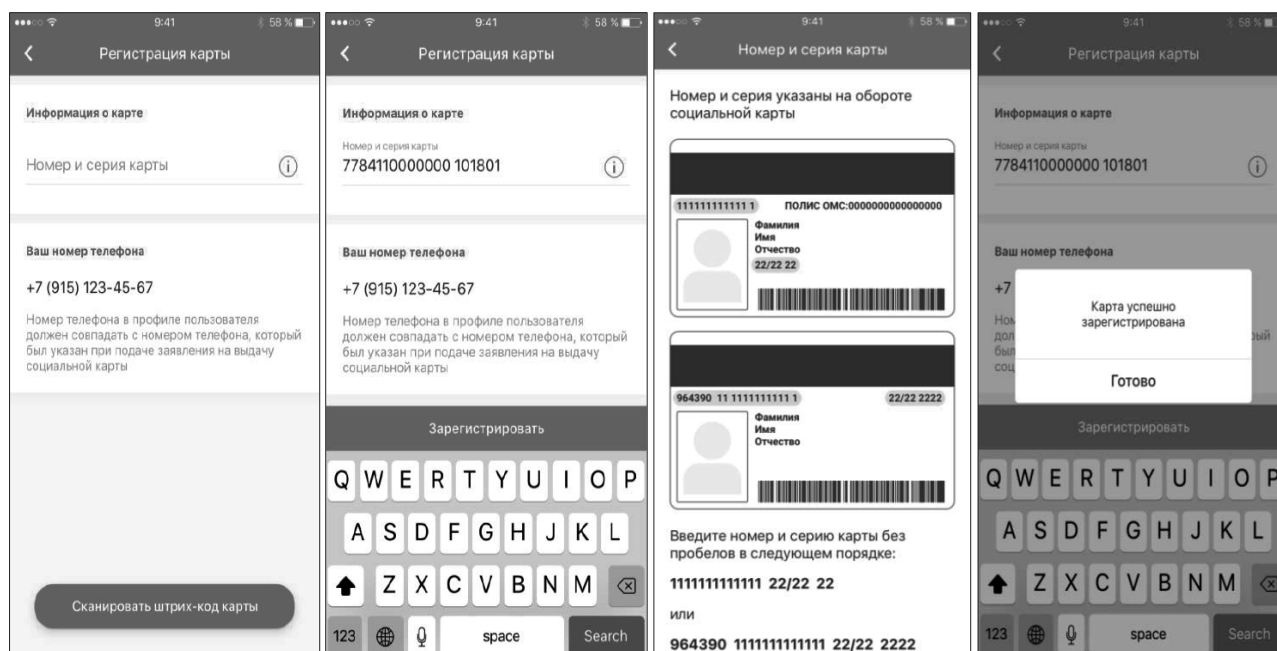 9:41
58 %
Регистрация карты
Информация о карте
Номер и серия карты
Ваш номер телефона
+7 (915) 123-45-67
Номер телефона в профиле пользователя
должен совпадать с номером телефона, который
был указан при подаче заявления на выдачу
социальной карты
Сканировать штрих-код карты
9:41
58 %
Регистрация карты
Информация о карте
Номер и серия карты
7784110000000 101801
Ваш номер телефона
+7 (915) 123-45-67
Номер телефона в профиле пользователя
должен совпадать с номером телефона, который
был указан при подаче заявления на выдачу
социальной карты
Зарегистрировать
Q W E R T Y U I O P
A S D F G H J K L
Z X C V B N M
123 space Search
9:41
58 %
Номер и серия карты
Номер и серия указаны на обороте
социальной карты
111111111111 1 ПОЛИС ОМС:0000000000000000
Фамилия
Имя
Отчество
22/22 22
964390 11 1111111111 1 22/22 2222
Фамилия
Имя
Отчество
Введите номер и серию карты без
пробелов в следующем порядке:
1111111111111 22/22 22
или
964390 1111111111111 22/22 2222
9:41
58 %
Регистрация карты
Информация о карте
Номер и серия карты
7784110000000 101801
Ваш номер телефона
+7
Ном
дол
рый
был
соц
Карта успешно
зарегистрирована
Готово
Зарегистрировать
Q W E R T Y U I O P
A S D F G H J K L
Z X C V B N M
123 space Search